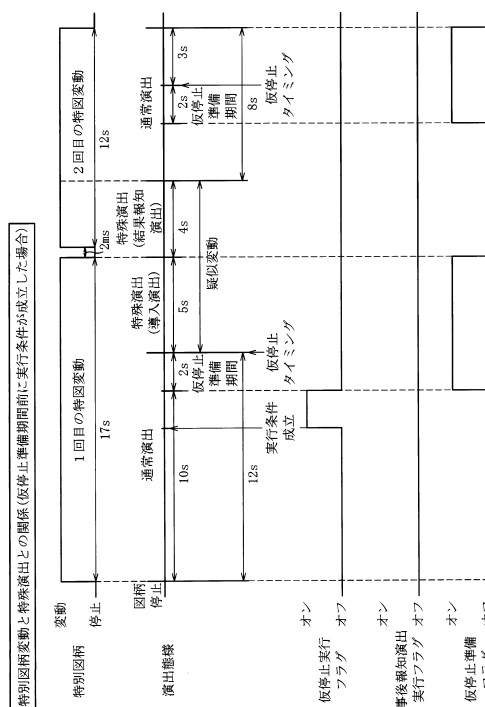 特別図柄変動と特殊演出との関係(仮停止準備期間前に実行条件が成立した場合)
特別図柄
変動
停止
1回目の特図変動
17s
2ms
2回目の特図変動
12s
演出態様
図柄
停止
通常演出
10s
2s
仮停止
準備
期間
12s
実行条件
成立
仮停止
タイミング
特殊演出
(導入演出)
5s
特殊演出
(結果報知
演出)
4s
疑似変動
通常演出
2s
仮停止
準備
期間
3s
8s
仮停止
タイミング
仮停止実行
フラグ
オン
オフ
事後報知演出
実行フラグ
オン
オフ
仮停止準備
オン